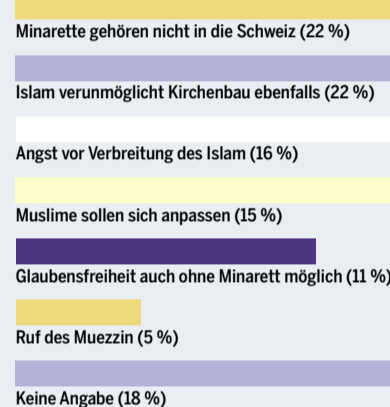 Minarette gehören nicht in die Schweiz (22 %)
Islam verunmöglicht Kirchenbau ebenfalls (22 %)
Angst vor Verbreitung des Islam (16 %)
Muslime sollen sich anpassen (15 %)
Glaubensfreiheit auch ohne Minarett möglich (11 %)
Ruf des Muezzin (5 %)
Keine Angabe (18 %)